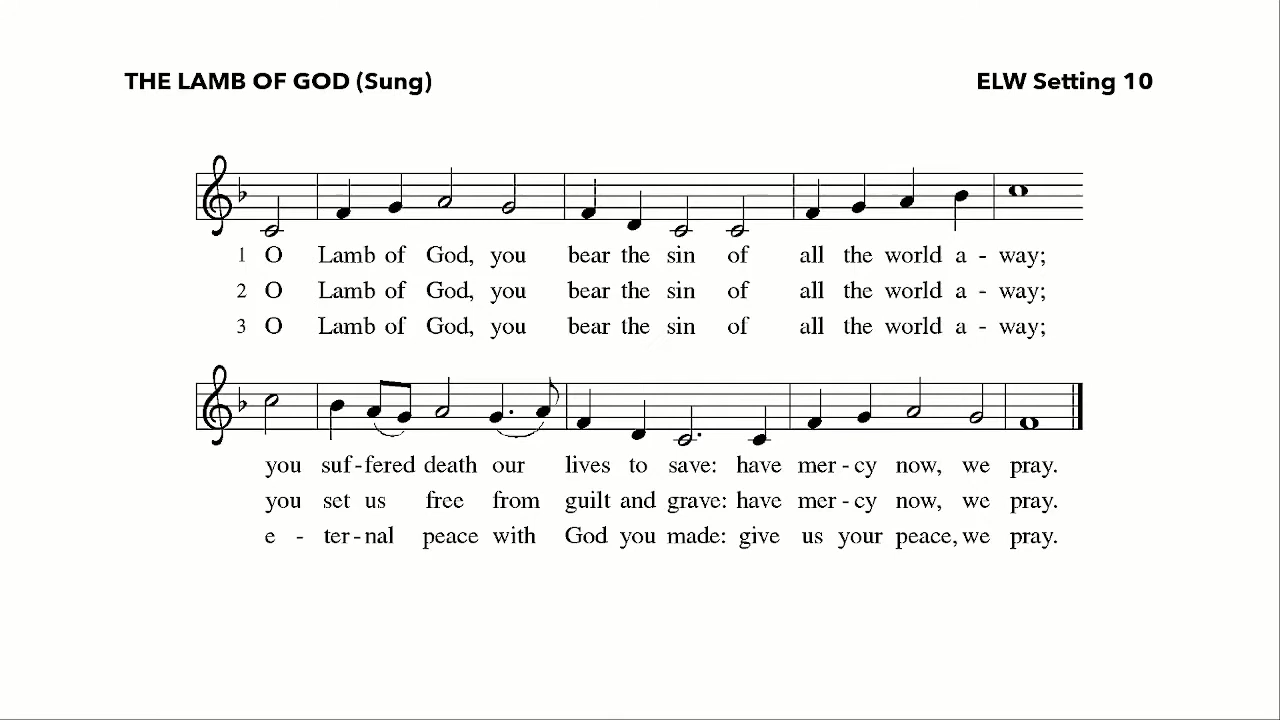 THE LAMB OF GOD (Sung) ELW Setting 10
1 O Lamb of God, you bear the sin of all the world a - way;
2 O Lamb of God, you bear the sin of all the world a - way;
3 O Lamb of God, you bear the sin of all the world a - way;
you suf - fered death our lives to save: have mer - cy now, we pray.
you set us free from guilt and grave: have mer - cy now, we pray.
e - ter - nal peace with God you made: give us your peace, we pray.